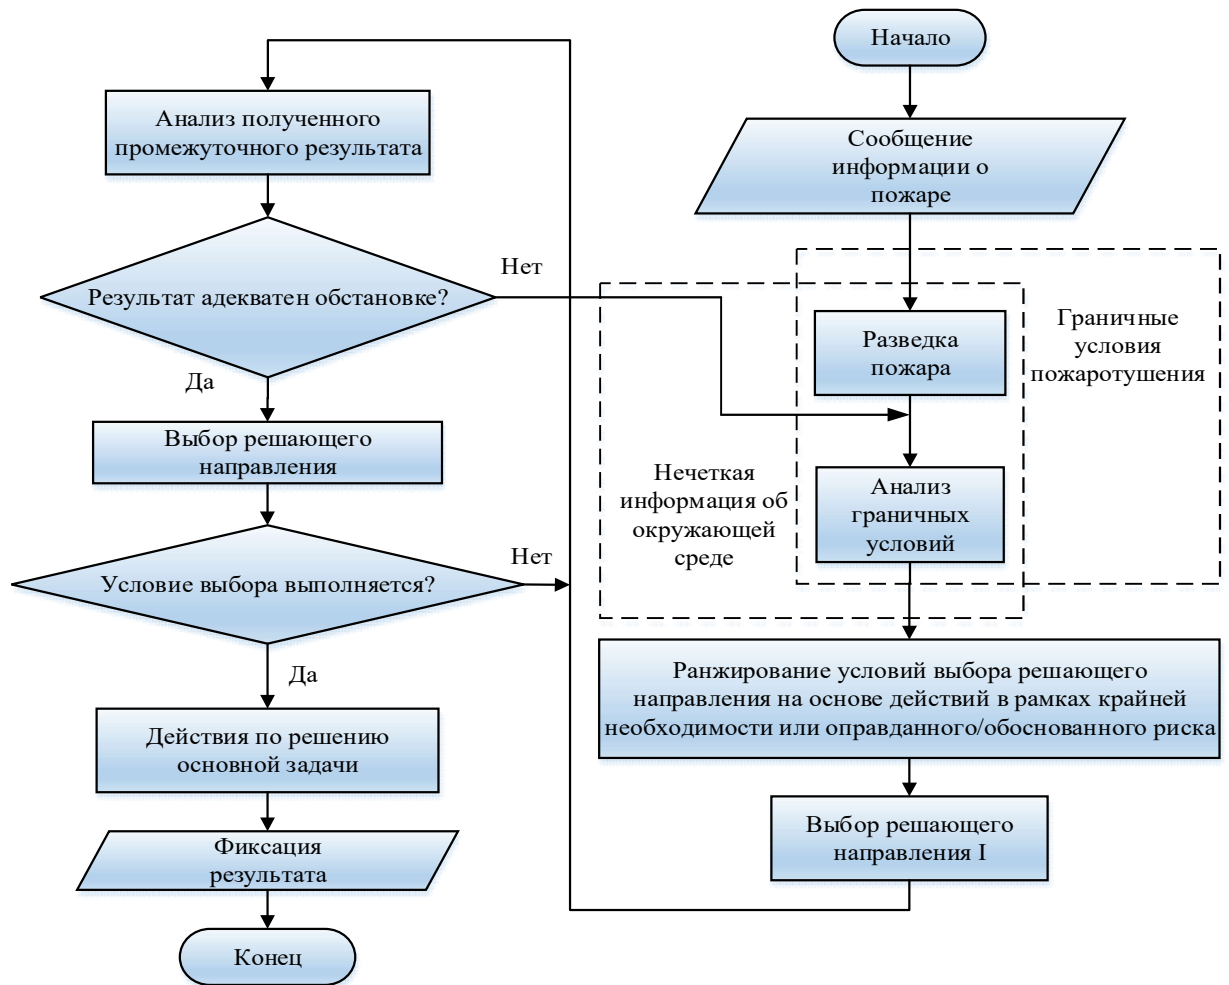 Начало
Сообщение
информации о
пожаре
Разведка
пожара
Граничные
условия
пожаротушения
Нечеткая
информация об
окружающей
среде
Анализ
граничных
условий
Ранжирование условий выбора решающего
направления на основе действий в рамках крайней
необходимости или оправданного/обоснованного риска
Выбор решающего
направления I
Анализ полученного
промежуточного результата
Результат адекватен обстановке?
Нет
Да
Выбор решающего
направления
Условие выбора выполняется?
Нет
Да
Действия по решению
основной задачи
Фиксация
результата
Конец